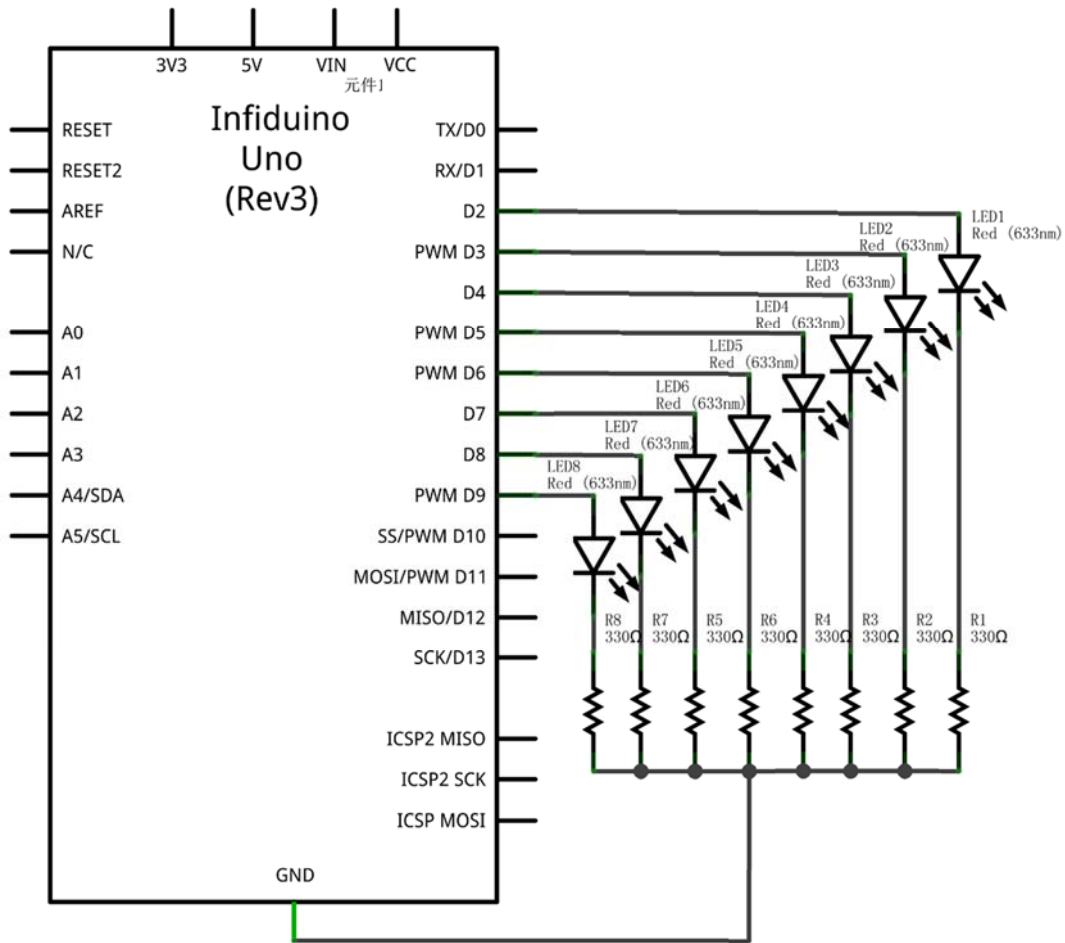 3V3
5V
VIN
VCC
元件1
Infiduino
Uno
(Rev3)
RESET
RESET2
AREF
N/C
A0
A1
A2
A3
A4/SDA
A5/SCL
TX/D0
RX/D1
D2
PWM D3
D4
PWM D5
PWM D6
D7
D8
PWM D9
SS/PWM D10
MOSI/PWM D11
MISO/D12
SCK/D13
ICSP2 MISO
ICSP2 SCK
ICSP MOSI
GND
LED1
Red (633nm)
LED2
Red (633nm)
LED3
Red (633nm)
LED4
Red (633nm)
LED5
Red (633nm)
LED6
Red (633nm)
LED7
Red (633nm)
LED8
Red (633nm)
R8
330Ω
R7
330Ω
R5
330Ω
R6
330Ω
R4
330Ω
R3
330Ω
R2
330Ω
R1
330Ω